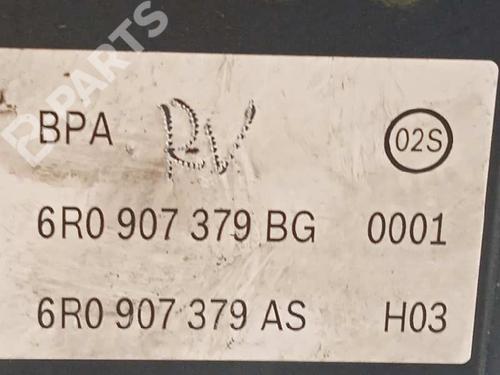 B-PARTS
BPA RV 02S
6R0 907 379 BG 0001
6R0 907 379 AS H03